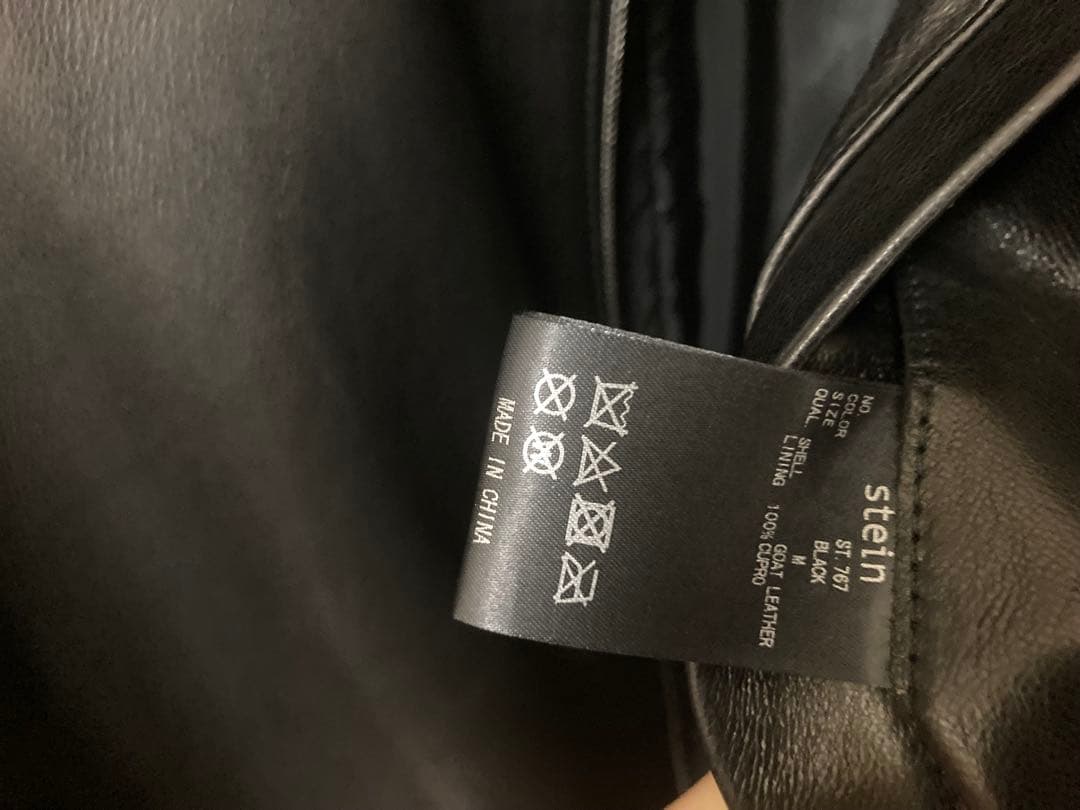 stein
NO. ST.767
COLOR BLACK
SIZE M
QUAL. SHELL GOAT LEATHER
LINING 100% CUPRO
MADE IN CHINA